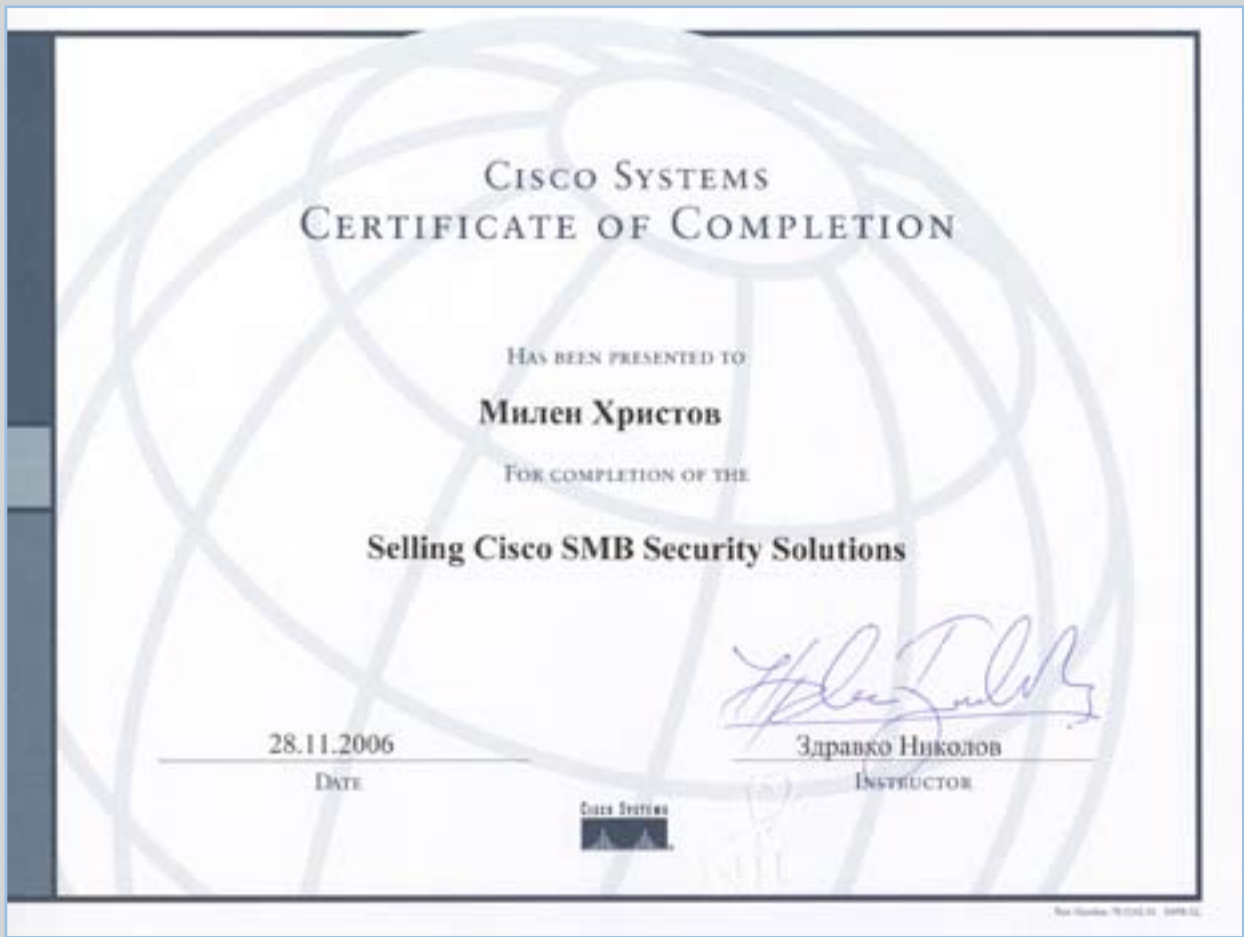 CISCO SYSTEMS
CERTIFICATE OF COMPLETION
HAS BEEN PRESENTED TO
Милен Христов
FOR COMPLETION OF THE
Selling Cisco SMB Security Solutions
28.11.2006
DATE
Здравко Николов
INSTRUCTOR
CISCO SYSTEMS